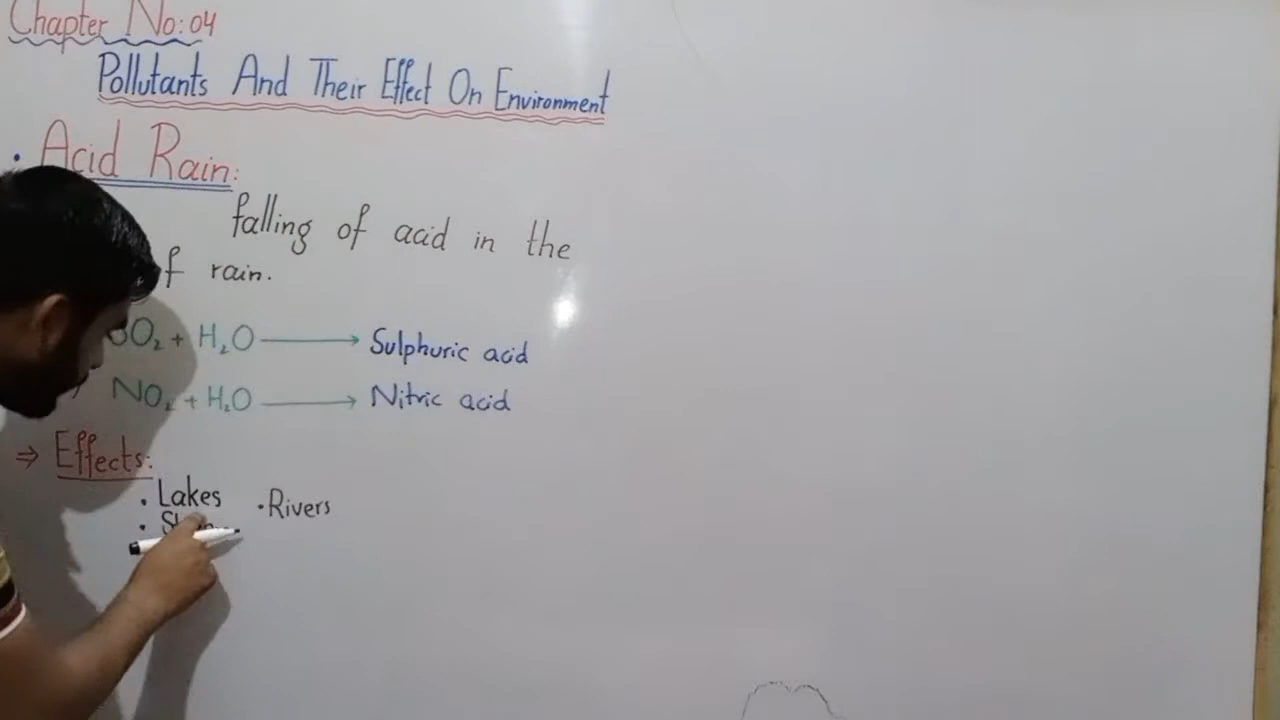 Chapter No:04
Pollutants And Their Effect On Environment
• Acid Rain:
falling of acid in the
rain.
SO₂ + H₂O ⟶ Sulphuric acid
NO₂ + H₂O ⟶ Nitric acid
⇒ Effects:
• Lakes • Rivers